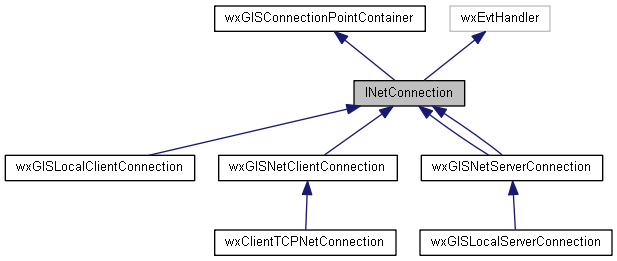 wxGISConnectionPointContainer
wxEvtHandler
INetConnection
wxGISLocalClientConnection
wxGISNetClientConnection
wxGISNetServerConnection
wxClientTCPNetConnection
wxGISLocalServerConnection